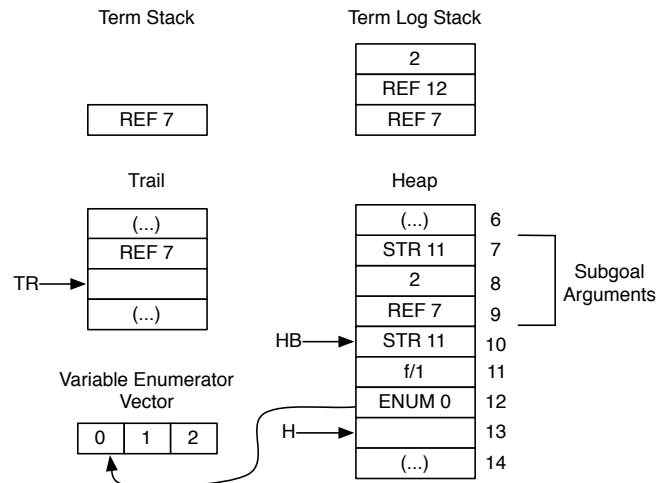 Term Stack
REF 7
Term Log Stack
2
REF 12
REF 7
Trail
(...)
REF 7
TR
(...)
Heap
(...) 6
STR 11 7
2 8
REF 7 9
HB STR 11 10
f/1 11
ENUM 0 12
H 13
(...) 14
Subgoal
Arguments
Variable Enumerator
Vector
0 1 2